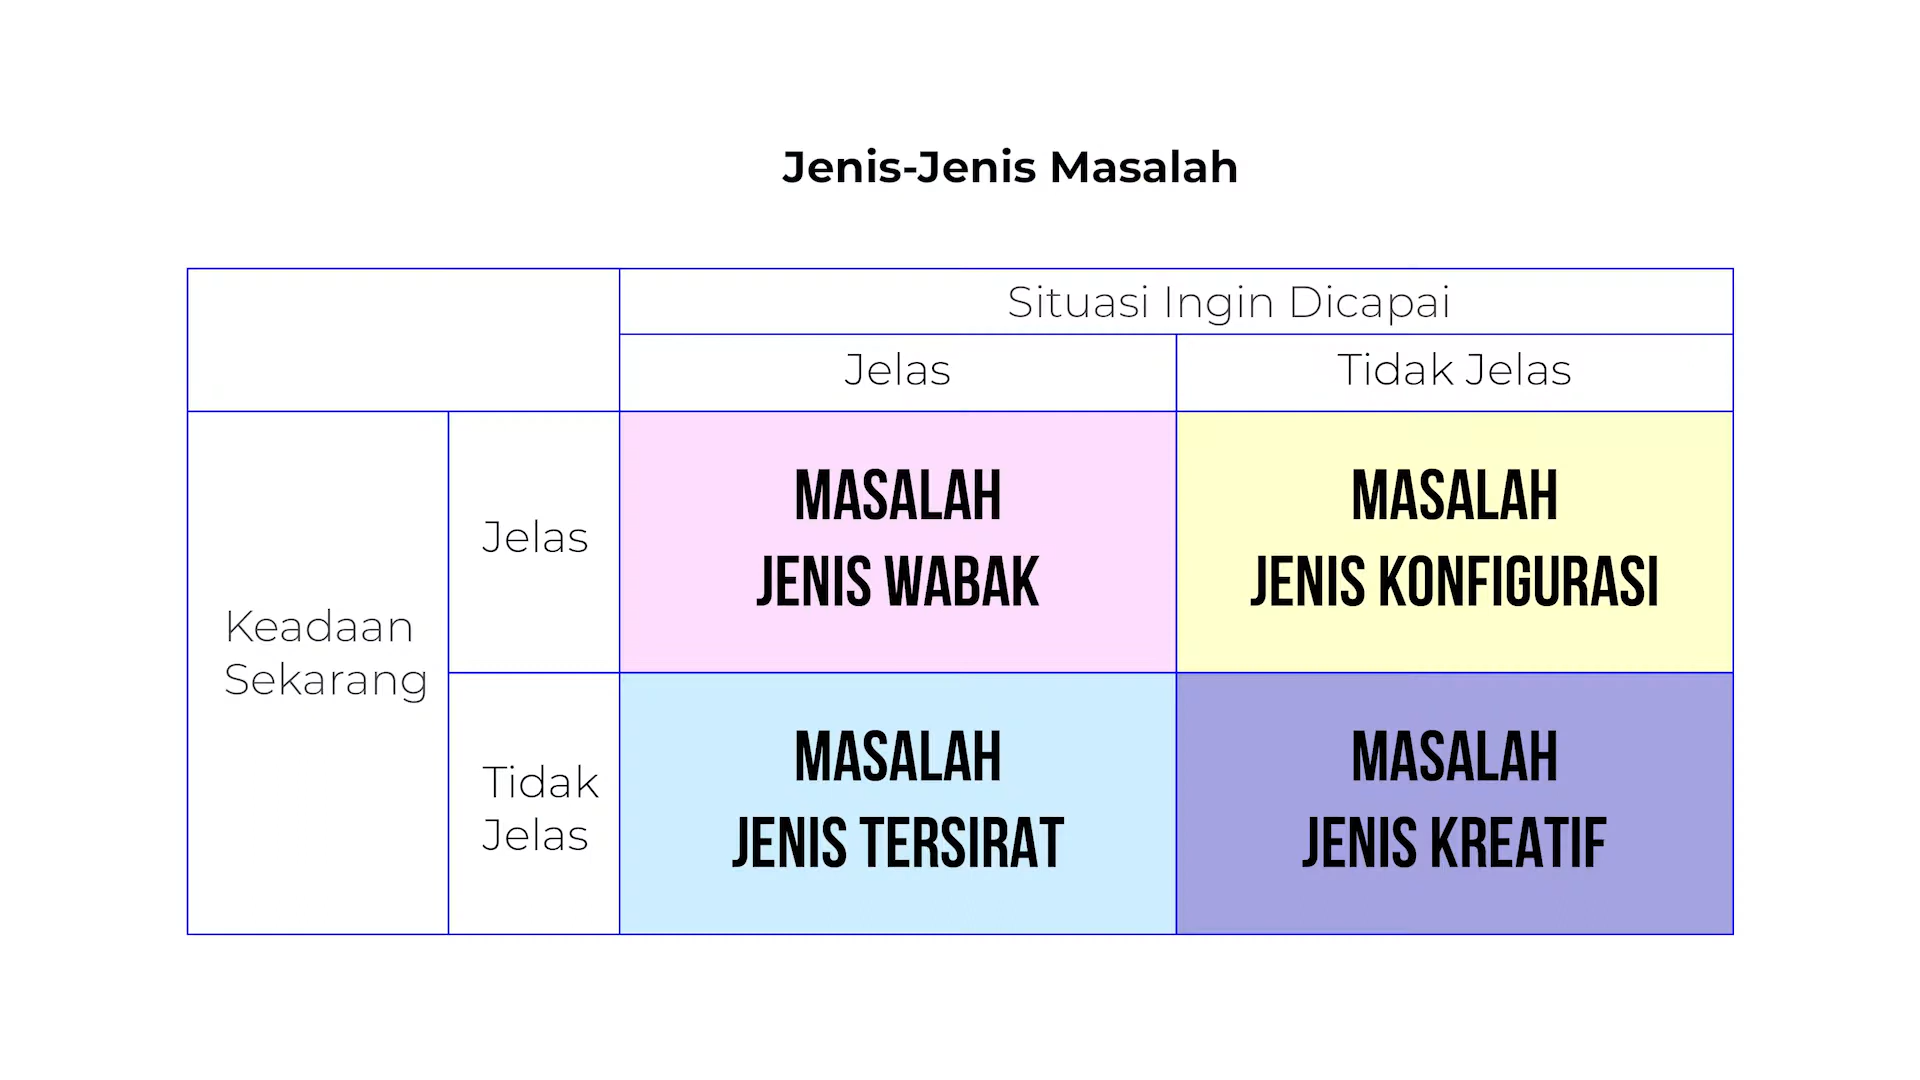 Jenis-Jenis Masalah
Situasi Ingin Dicapai
Jelas
Tidak Jelas
Keadaan
Sekarang
Jelas
MASALAH
JENIS WABAK
MASALAH
JENIS KONFIGURASI
Tidak
Jelas
MASALAH
JENIS TERSIRAT
MASALAH
JENIS KREATIF